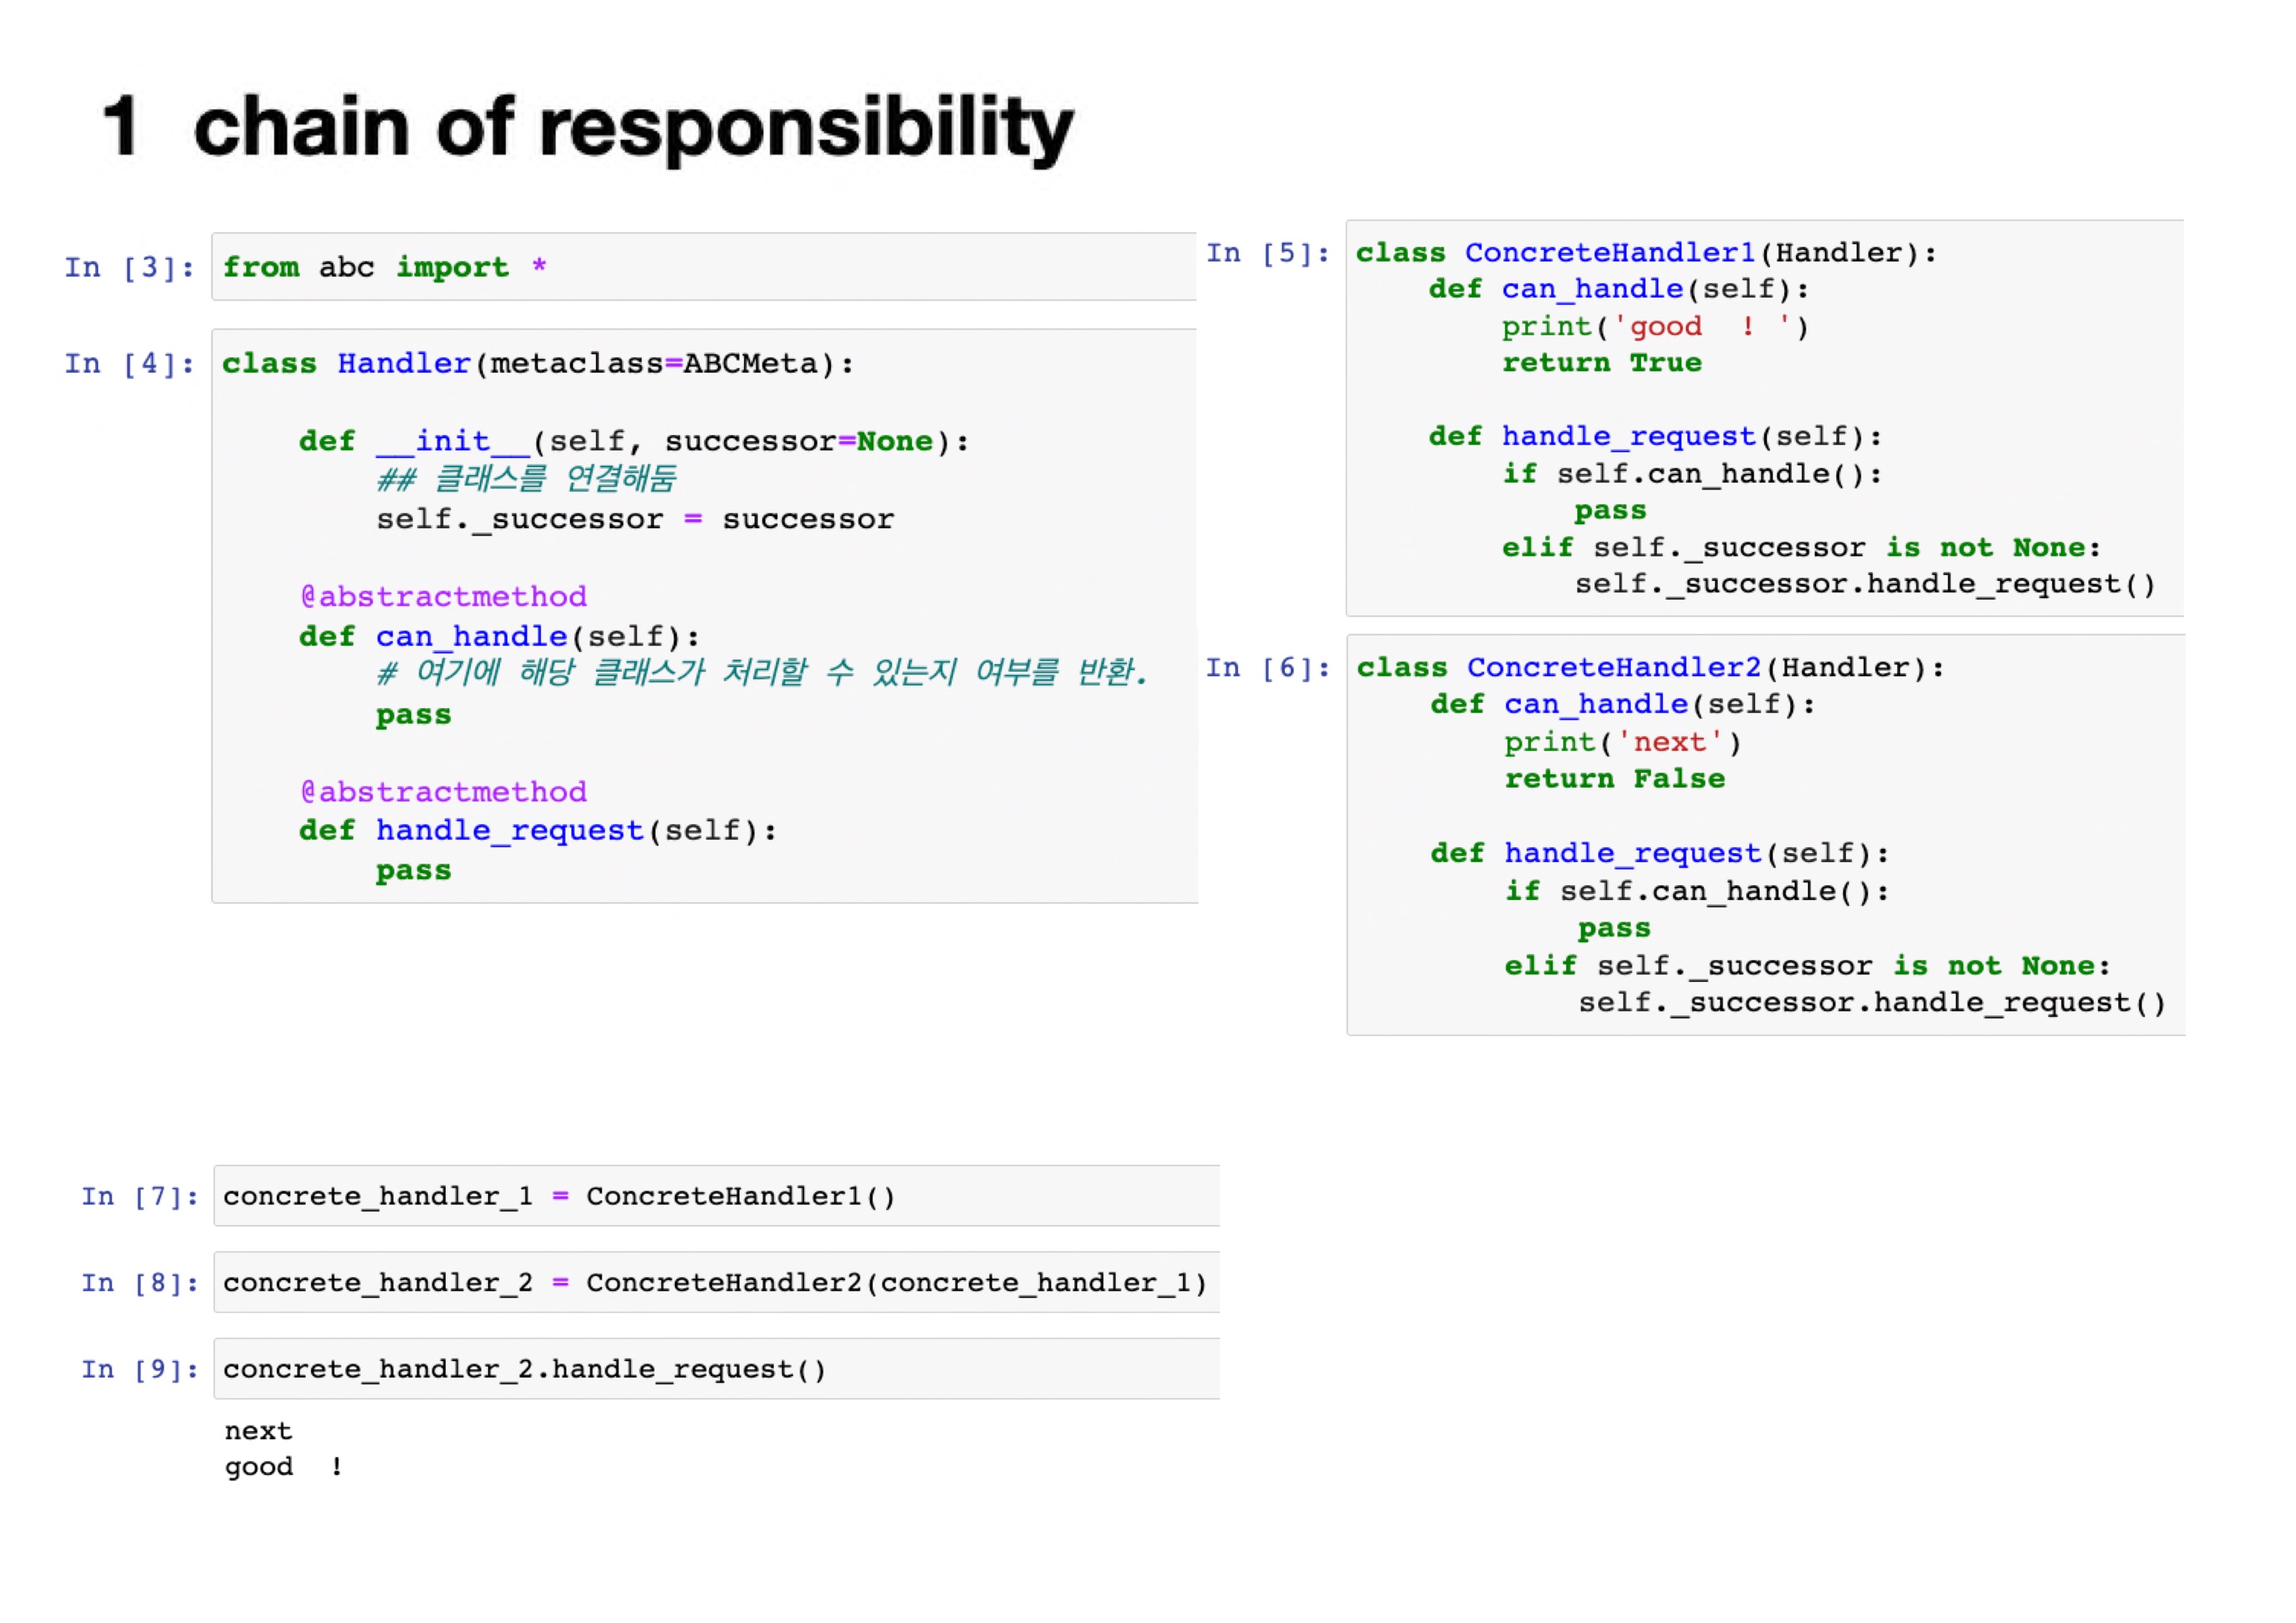 1 chain of responsibility
In [3]: from abc import *
In [4]: class Handler(metaclass=ABCMeta):
def __init__(self, successor=None):
## 클래스를 연결해둠
self._successor = successor
@abstractmethod
def can_handle(self):
# 여기에 해당 클래스가 처리할 수 있는지 여부를 반환.
pass
@abstractmethod
def handle_request(self):
pass
In [5]: class ConcreteHandler1(Handler):
def can_handle(self):
print('good  ! ')
return True
def handle_request(self):
if self.can_handle():
pass
elif self._successor is not None:
self._successor.handle_request()
In [6]: class ConcreteHandler2(Handler):
def can_handle(self):
print('next')
return False
def handle_request(self):
if self.can_handle():
pass
elif self._successor is not None:
self._successor.handle_request()
In [7]: concrete_handler_1 = ConcreteHandler1()
In [8]: concrete_handler_2 = ConcreteHandler2(concrete_handler_1)
In [9]: concrete_handler_2.handle_request()
next
good  !